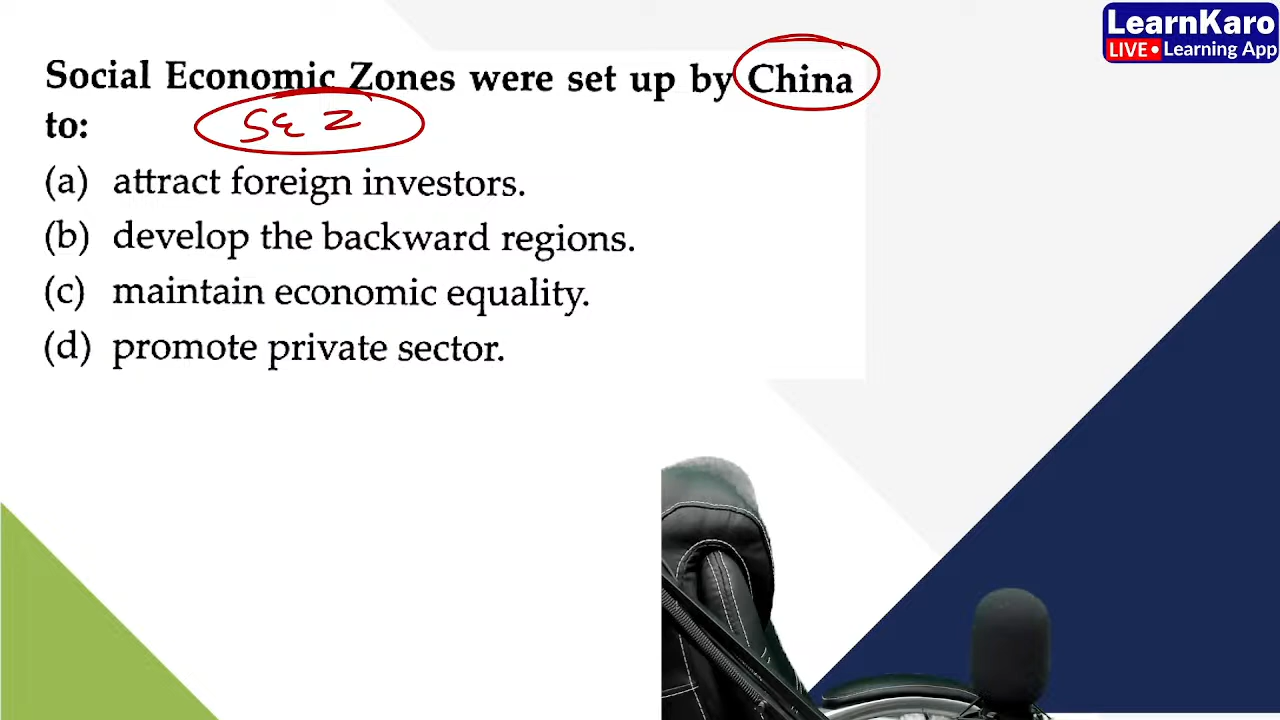 LearnKaro
LIVE • Learning App
Social Economic Zones were set up by China
to:
SEZ
(a) attract foreign investors.
(b) develop the backward regions.
(c) maintain economic equality.
(d) promote private sector.